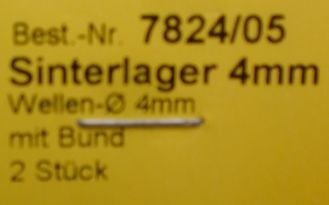 Best.-Nr. 7824/05
Sinterlager 4mm
Wellen-Ø 4mm
mit Bund
2 Stück